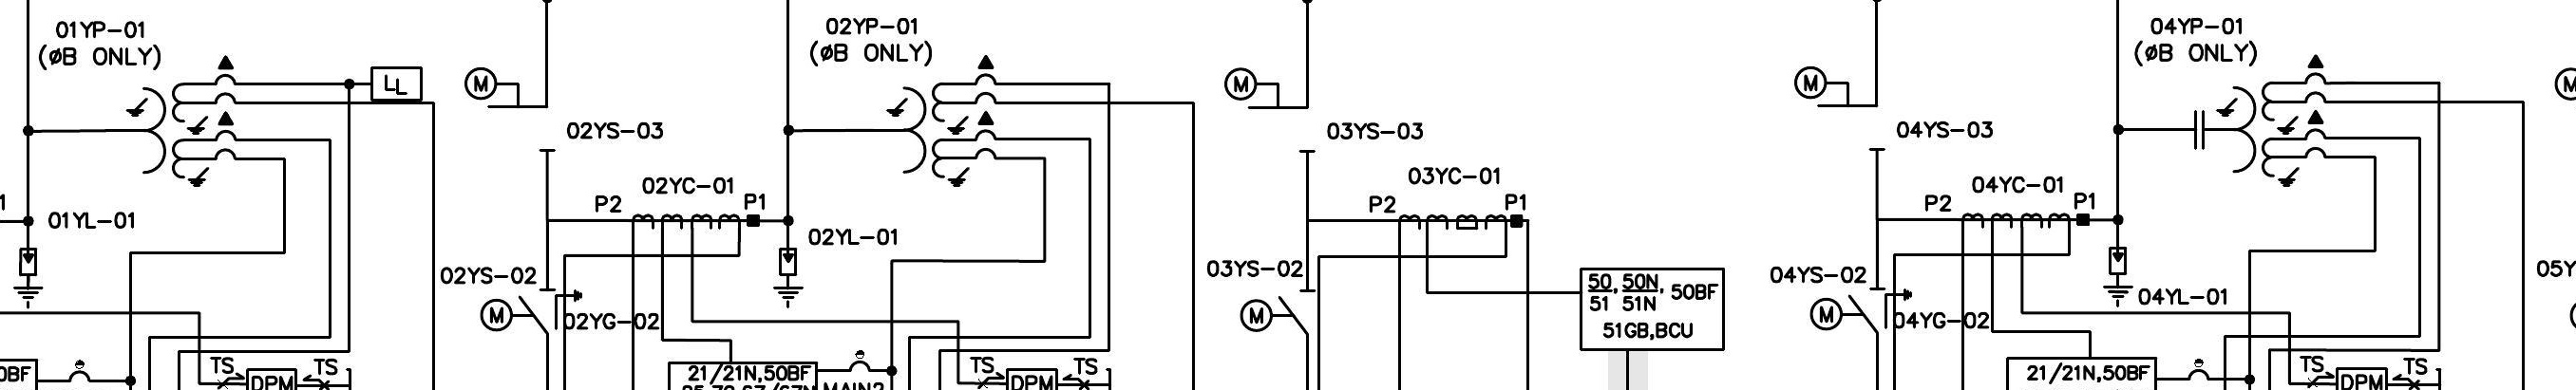 01YP-01
(øB ONLY)
LL
M
02YS-03
02YP-01
(øB ONLY)
M
03YS-03
M
04YS-03
04YP-01
(øB ONLY)
M
1
01YL-01
P2
02YC-01
P1
02YL-01
P2
03YC-01
P1
P2
04YC-01
P1
02YS-02
M
02YG-02
03YS-02
M
50, 50N, 50BF
51 51N
51GB,BCU
04YS-02
M
04YG-02
04YL-01
05Y
0BF
TS
DPM
TS
21/21N,50BF
MAIN2
TS
DPM
TS
21/21N,50BF
TS
DPM
TS